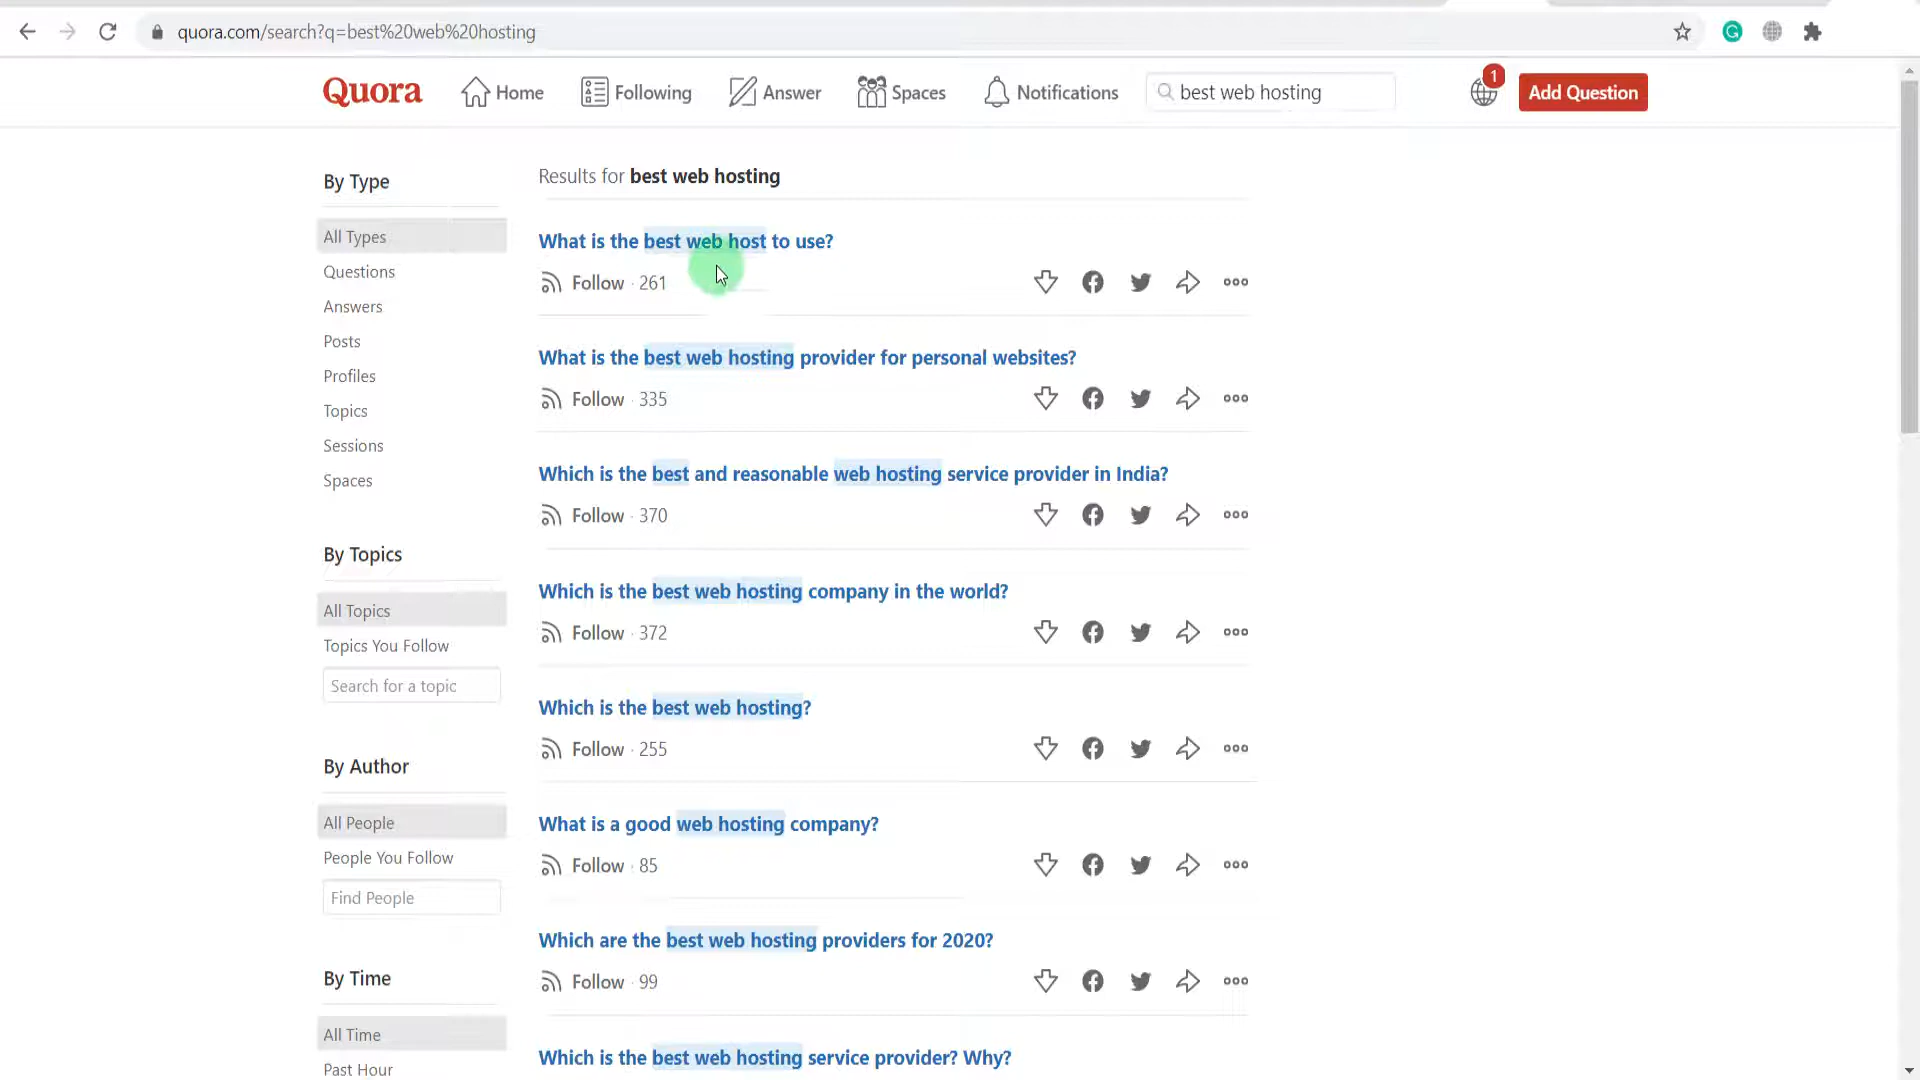 quora.com/search?q=best%20web%20hosting
Quora Home Following Answer Spaces Notifications best web hosting 1 Add Question
By Type
All Types
Questions
Answers
Posts
Profiles
Topics
Sessions
Spaces
By Topics
All Topics
Topics You Follow
Search for a topic
By Author
All People
People You Follow
Find People
By Time
All Time
Past Hour
Results for best web hosting
What is the best web host to use?
Follow · 261
What is the best web hosting provider for personal websites?
Follow · 335
Which is the best and reasonable web hosting service provider in India?
Follow · 370
Which is the best web hosting company in the world?
Follow · 372
Which is the best web hosting?
Follow · 255
What is a good web hosting company?
Follow · 85
Which are the best web hosting providers for 2020?
Follow · 99
Which is the best web hosting service provider? Why?